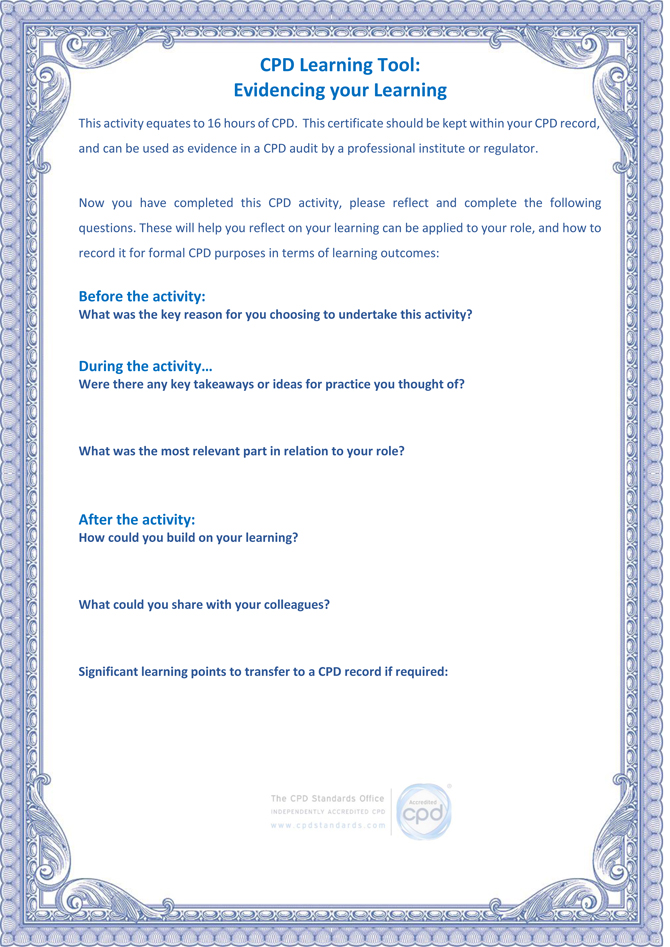 CPD Learning Tool:
Evidencing your Learning
This activity equates to 16 hours of CPD. This certificate should be kept within your CPD record,
and can be used as evidence in a CPD audit by a professional institute or regulator.
Now you have completed this CPD activity, please reflect and complete the following
questions. These will help you reflect on your learning can be applied to your role, and how to
record it for formal CPD purposes in terms of learning outcomes:
Before the activity:
What was the key reason for you choosing to undertake this activity?
During the activity…
Were there any key takeaways or ideas for practice you thought of?
What was the most relevant part in relation to your role?
After the activity:
How could you build on your learning?
What could you share with your colleagues?
Significant learning points to transfer to a CPD record if required:
The CPD Standards Office
INDEPENDENTLY ACCREDITED CPD
www.cpdstandards.com
Accredited
cpd
®